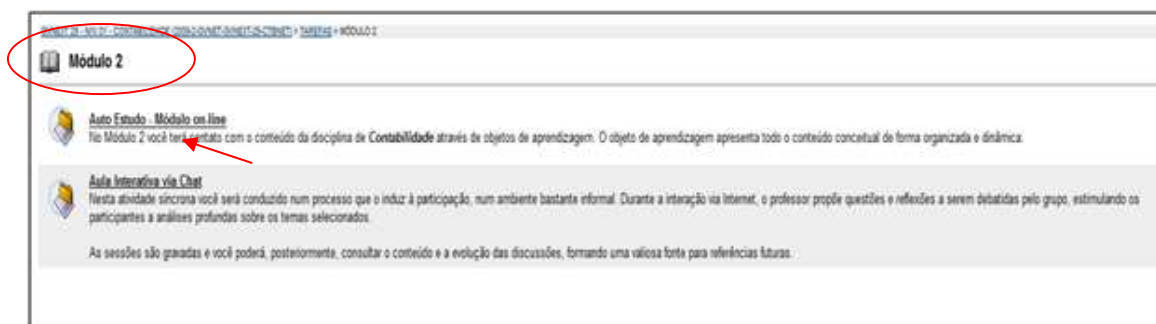 > TAREFAS > MÓDULO 2
Módulo 2
Auto Estudo - Módulo on-line
No Módulo 2 você terá contato com o conteúdo da disciplina de Contabilidade através de objetos de aprendizagem. O objeto de aprendizagem apresenta todo o conteúdo conceitual de forma organizada e dinâmica.
Aula Interativa via Chat
Nesta atividade síncrona você será conduzido num processo que o induz à participação, num ambiente bastante informal. Durante a interação via Internet, o professor propõe questões e reflexões a serem debatidas pelo grupo, estimulando os
participantes a análises profundas sobre os temas selecionados.
As sessões são gravadas e você poderá, posteriormente, consultar o conteúdo e a evolução das discussões, formando uma valiosa fonte para referências futuras.